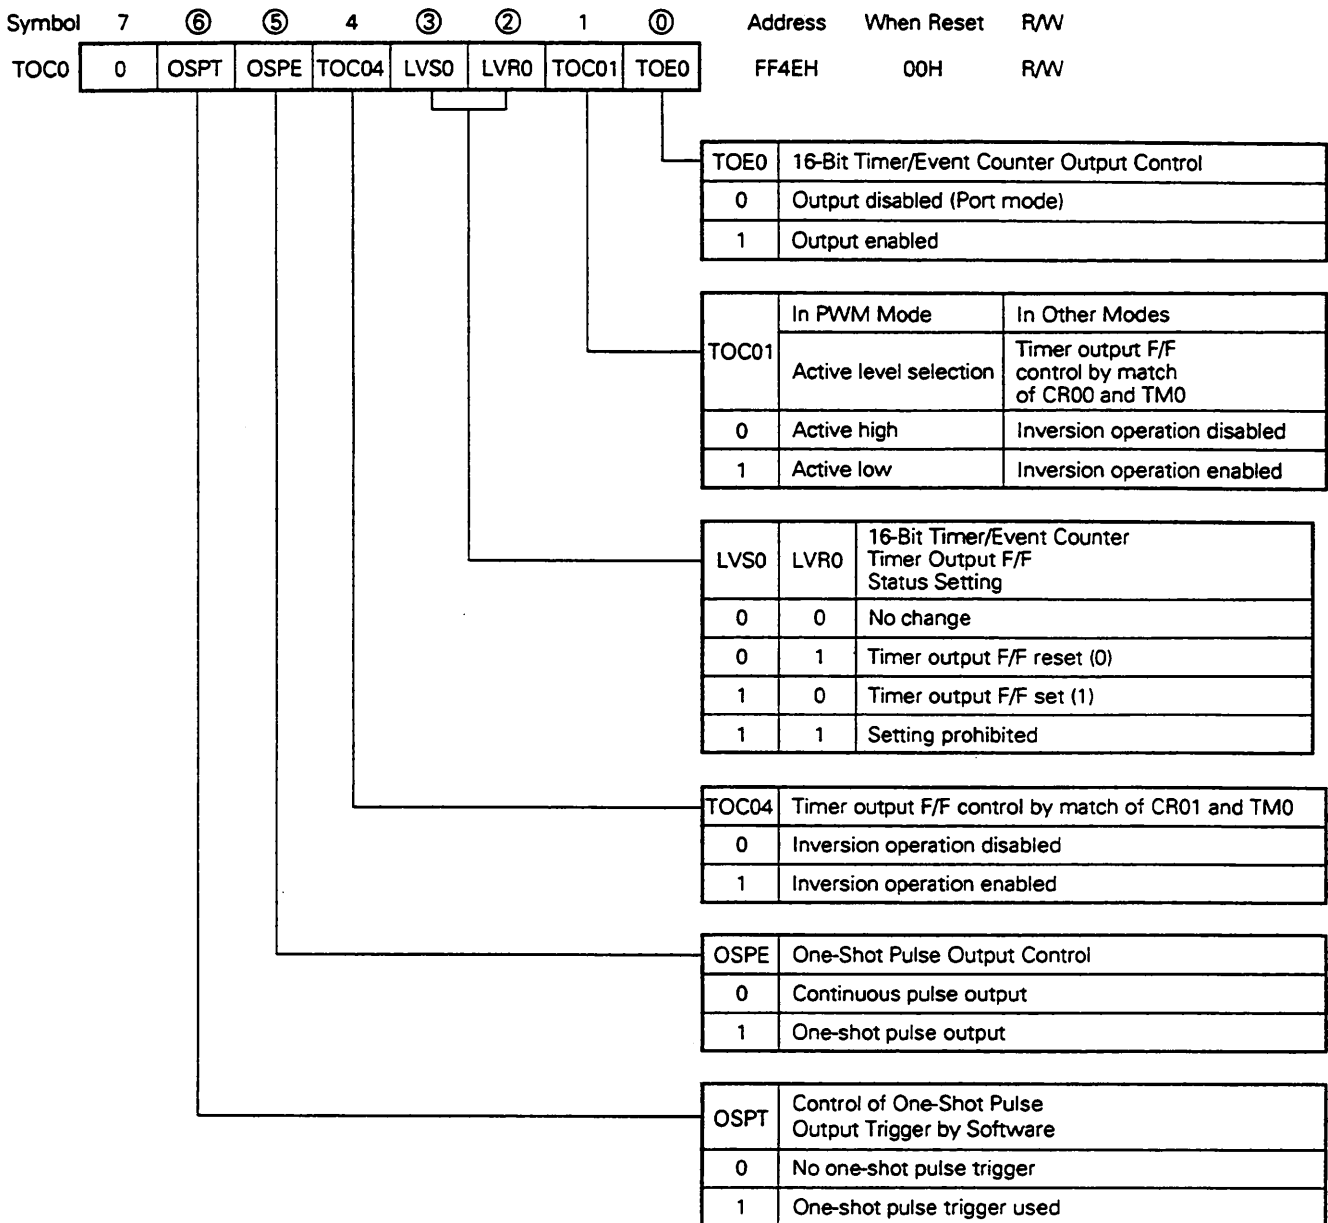 Symbol 7 ⑥ ⑤ 4 ③ ② 1 ⓪ Address When Reset R/W
TOC0 0 OSPT OSPE TOC04 LVS0 LVR0 TOC01 TOE0 FF4EH 00H R/W
TOE0 16-Bit Timer/Event Counter Output Control
0 Output disabled (Port mode)
1 Output enabled
TOC01 In PWM Mode In Other Modes
Active level selection Timer output F/F
control by match
of CR00 and TM0
0 Active high Inversion operation disabled
1 Active low Inversion operation enabled
LVS0 LVR0 16-Bit Timer/Event Counter
Timer Output F/F
Status Setting
0 0 No change
0 1 Timer output F/F reset (0)
1 0 Timer output F/F set (1)
1 1 Setting prohibited
TOC04 Timer output F/F control by match of CR01 and TM0
0 Inversion operation disabled
1 Inversion operation enabled
OSPE One-Shot Pulse Output Control
0 Continuous pulse output
1 One-shot pulse output
OSPT Control of One-Shot Pulse
Output Trigger by Software
0 No one-shot pulse trigger
1 One-shot pulse trigger used